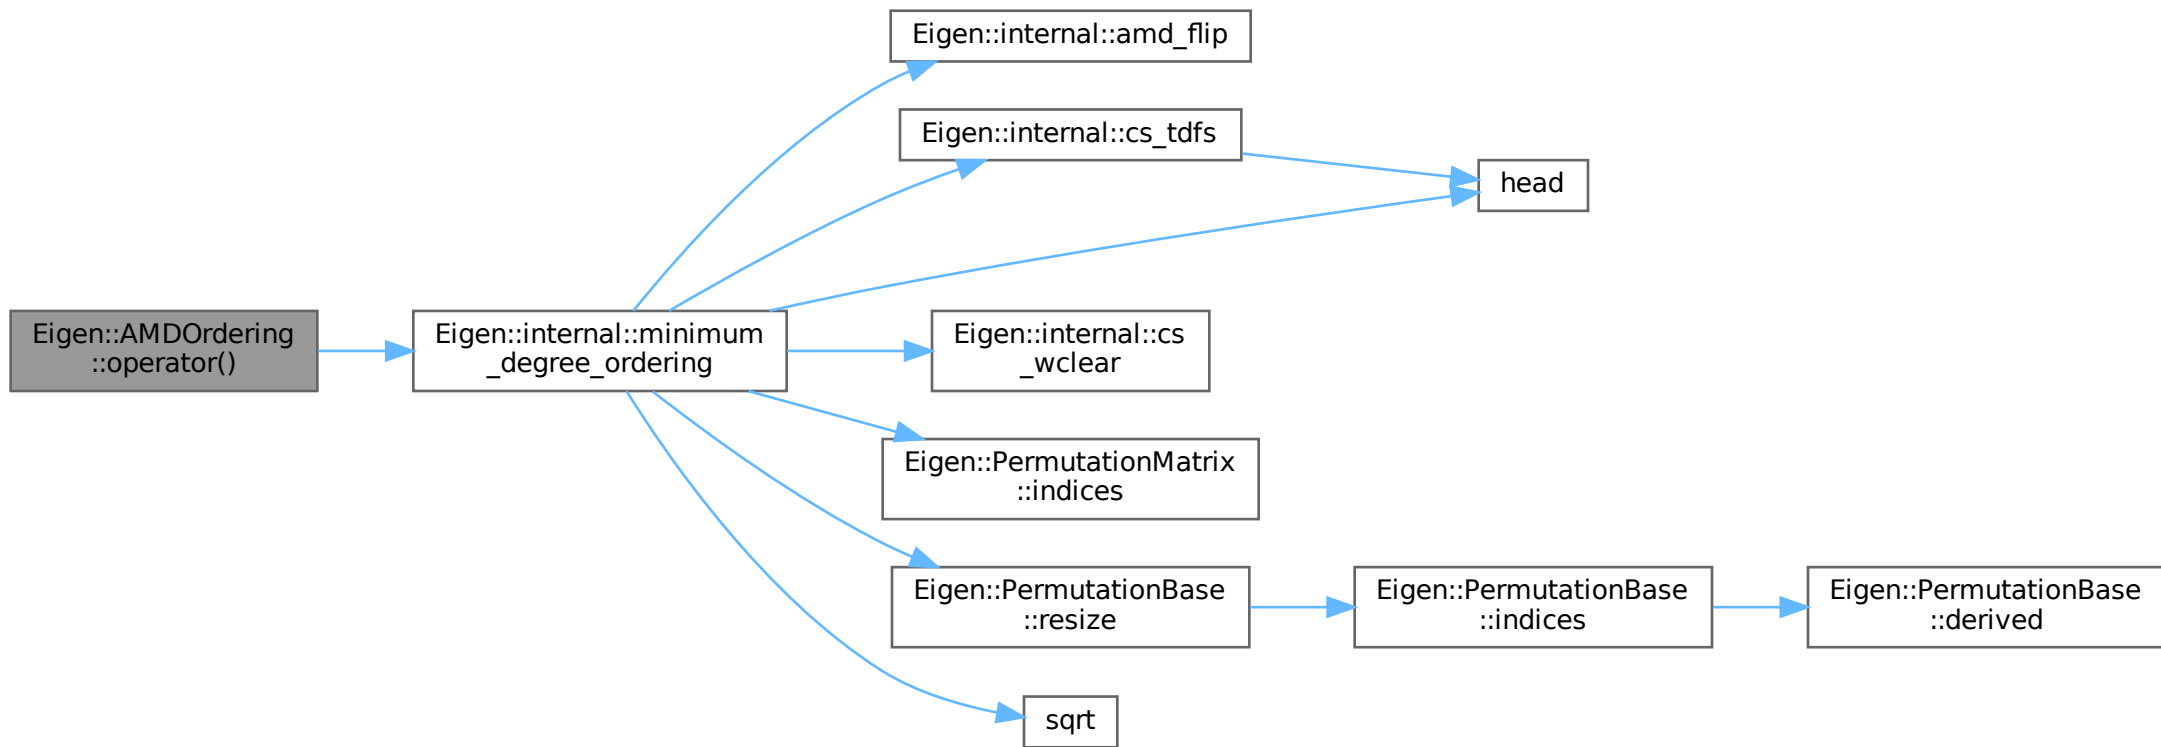 Eigen::AMDOrdering
::operator()
Eigen::internal::minimum
_degree_ordering
Eigen::internal::amd_flip
Eigen::internal::cs_tdfs
head
Eigen::internal::cs
_wclear
Eigen::PermutationMatrix
::indices
Eigen::PermutationBase
::resize
Eigen::PermutationBase
::indices
Eigen::PermutationBase
::derived
sqrt